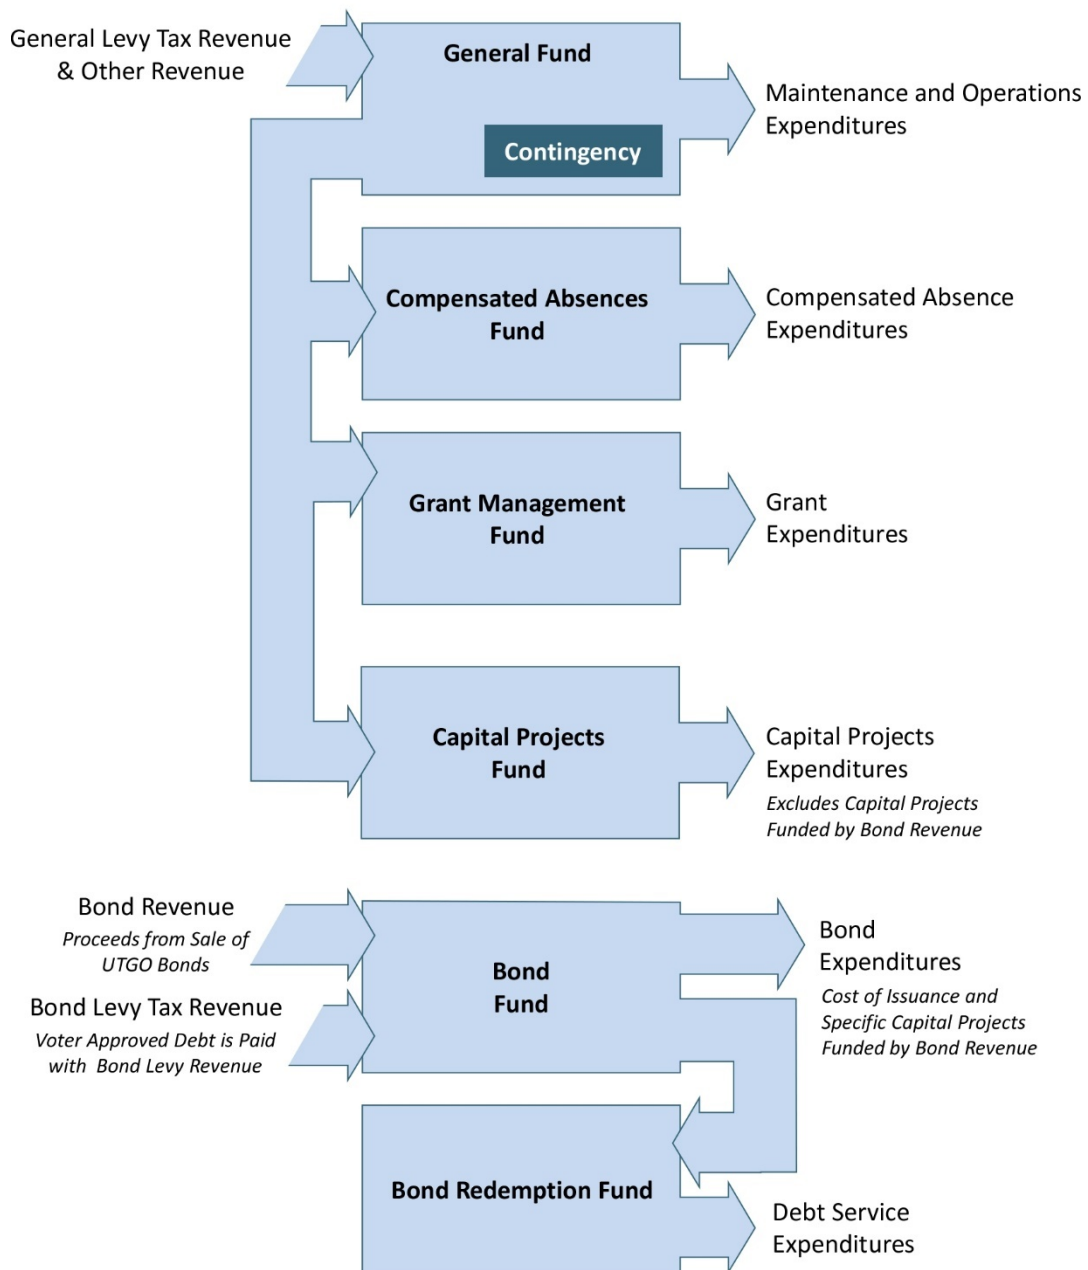 General Levy Tax Revenue
& Other Revenue
General Fund
Contingency
Maintenance and Operations
Expenditures
Compensated Absences
Fund
Compensated Absence
Expenditures
Grant Management
Fund
Grant
Expenditures
Capital Projects
Fund
Capital Projects
Expenditures
Excludes Capital Projects
Funded by Bond Revenue
Bond Revenue
Proceeds from Sale of
UTGO Bonds
Bond Levy Tax Revenue
Voter Approved Debt is Paid
with Bond Levy Revenue
Bond
Fund
Bond
Expenditures
Cost of Issuance and
Specific Capital Projects
Funded by Bond Revenue
Bond Redemption Fund
Debt Service
Expenditures